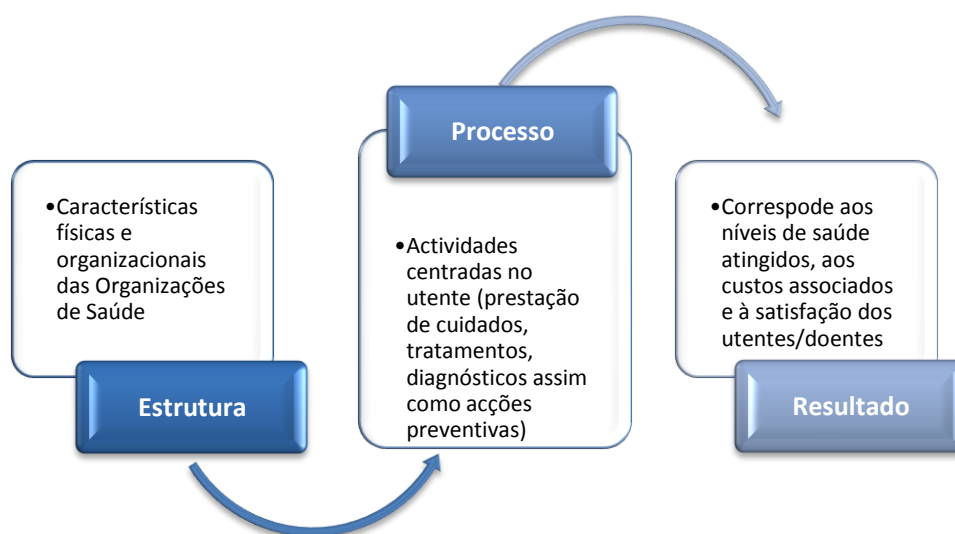 •Características
físicas e
organizacionais
das Organizações
de Saúde
Estrutura
Processo
•Actividades
centradas no
utente (prestação
de cuidados,
tratamentos,
diagnósticos assim
como acções
preventivas)
•Correspode aos
níveis de saúde
atingidos, aos
custos associados
e à satisfação dos
utentes/doentes
Resultado